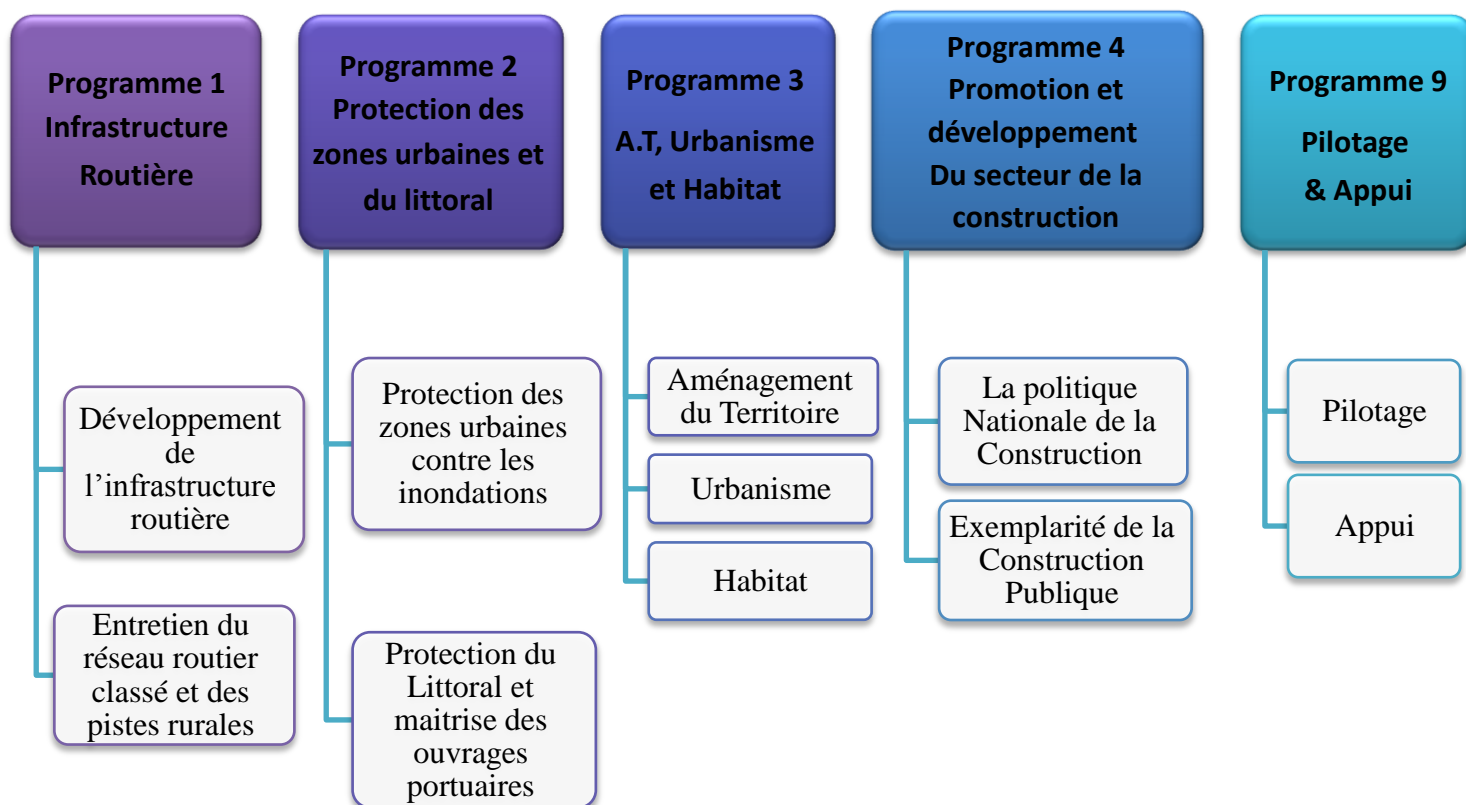 Programme 1
Infrastructure
Routière
Programme 2
Protection des
zones urbaines et
du littoral
Programme 3
A.T, Urbanisme
et Habitat
Programme 4
Promotion et
développement
Du secteur de la
construction
Programme 9
Pilotage
& Appui
Développement
de
l’infrastructure
routière
Entretien du
réseau routier
classé et des
pistes rurales
Protection des
zones urbaines
contre les
inondations
Protection du
Littoral et
maitrise des
ouvrages
portuaires
Aménagement
du Territoire
Urbanisme
Habitat
La politique
Nationale de la
Construction
Exemplarité de la
Construction
Publique
Pilotage
Appui